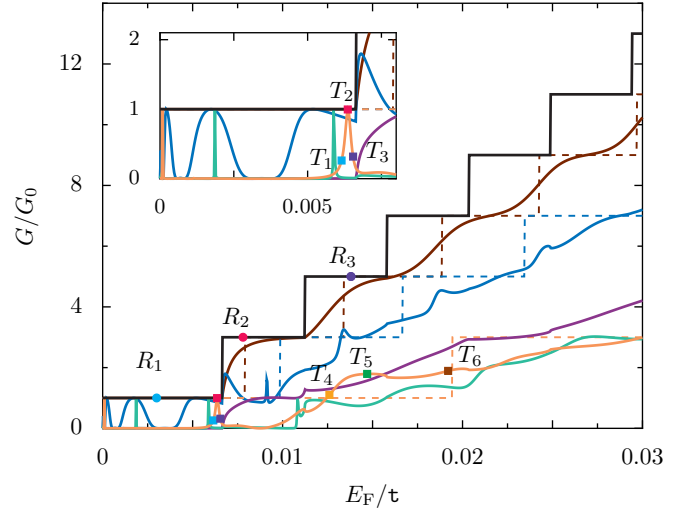 12
8
4
0
G/G₀
2
1
0
0
0.005
T₂
T₁
T₃
R₃
R₂
R₁
T₅
T₆
T₄
0
0.01
0.02
0.03
E_F/t